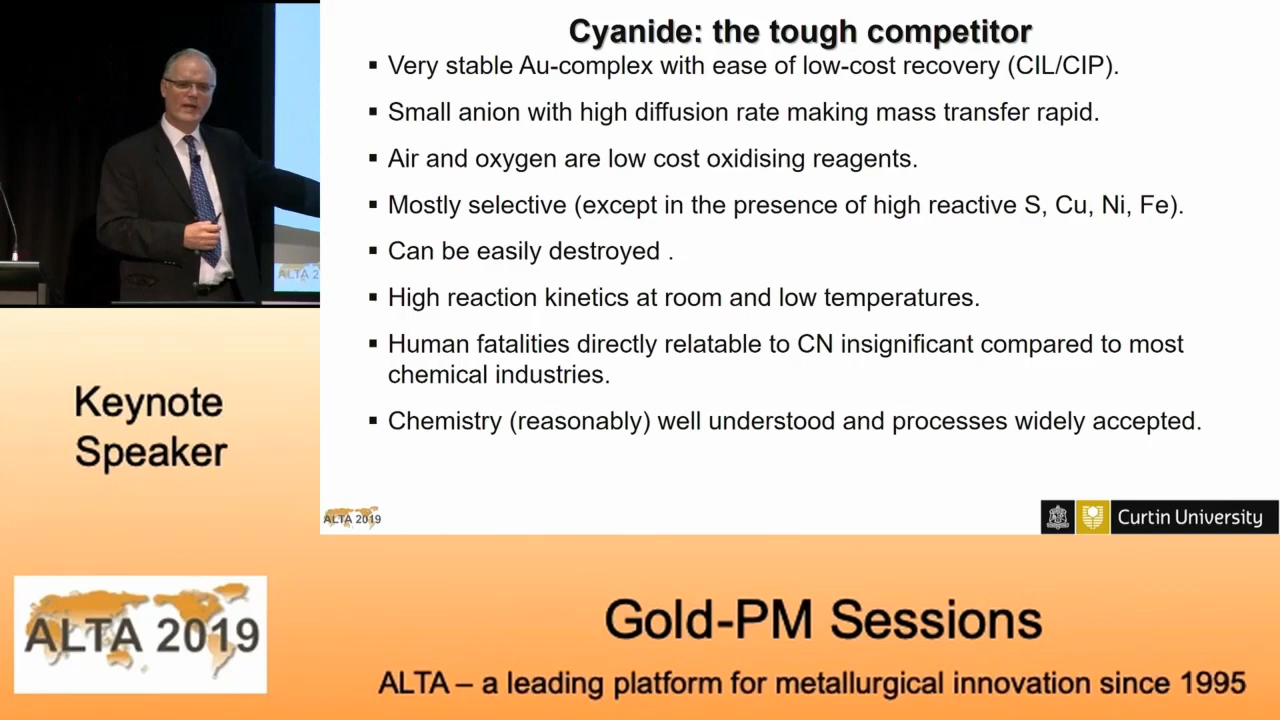 Cyanide: the tough competitor
▪ Very stable Au-complex with ease of low-cost recovery (CIL/CIP).
▪ Small anion with high diffusion rate making mass transfer rapid.
▪ Air and oxygen are low cost oxidising reagents.
▪ Mostly selective (except in the presence of high reactive S, Cu, Ni, Fe).
▪ Can be easily destroyed .
▪ High reaction kinetics at room and low temperatures.
▪ Human fatalities directly relatable to CN insignificant compared to most
chemical industries.
▪ Chemistry (reasonably) well understood and processes widely accepted.
ALTA 2019
Curtin University
ALTA 2
Keynote
Speaker
ALTA 2019
Gold-PM Sessions
ALTA – a leading platform for metallurgical innovation since 1995